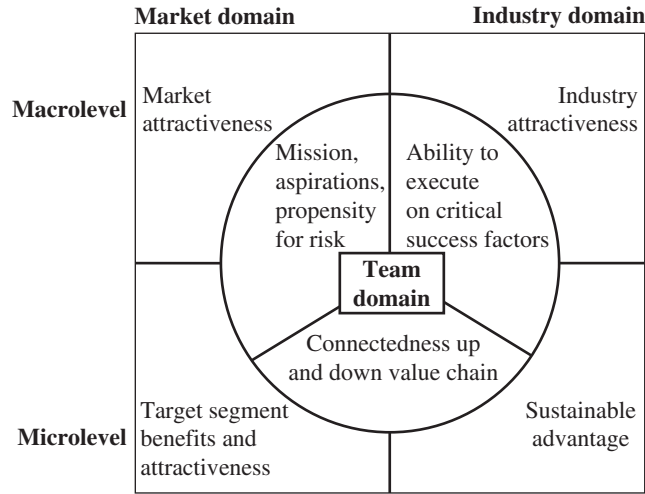 Market domain
Industry domain
Macrolevel
Market
attractiveness
Industry
attractiveness
Mission,
aspirations,
propensity
for risk
Ability to
execute
on critical
success factors
Team
domain
Connectedness up
and down value chain
Microlevel
Target segment
benefits and
attractiveness
Sustainable
advantage